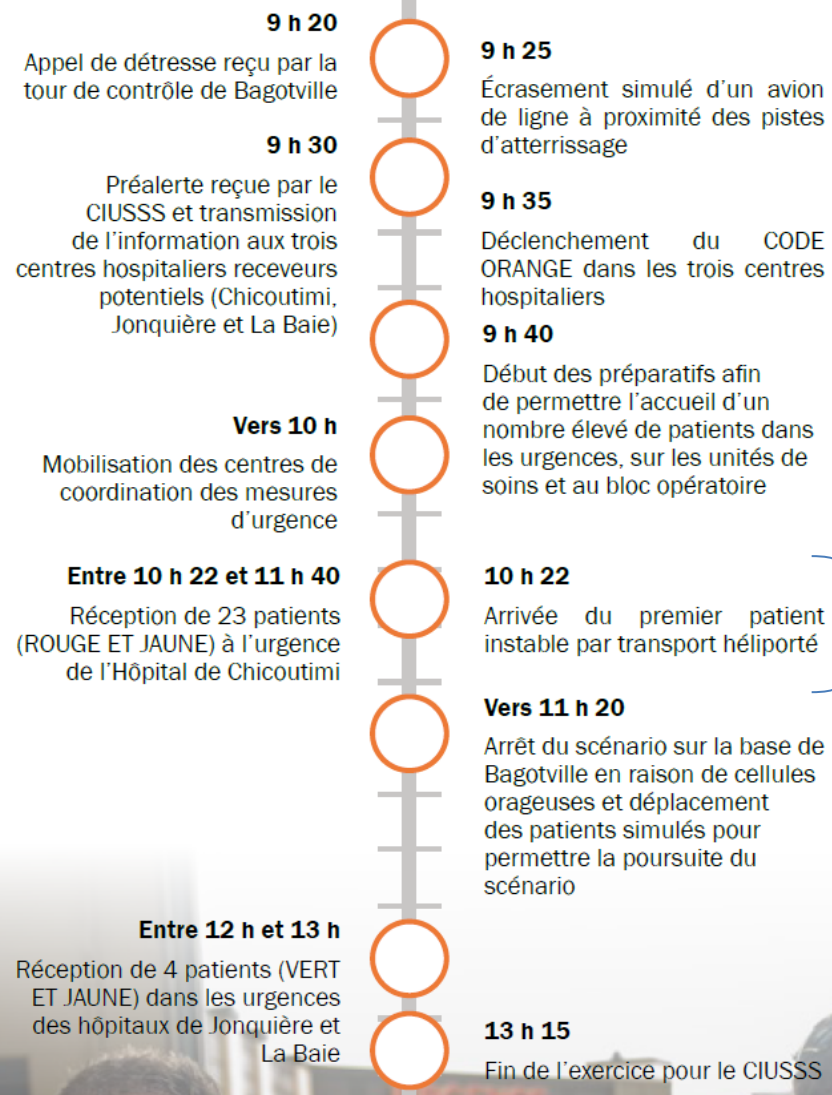 9 h 20
Appel de détresse reçu par la
tour de contrôle de Bagotville
9 h 25
Écrasement simulé d'un avion
de ligne à proximité des pistes
d'atterrissage
9 h 30
Préalerte reçue par le
CIUSSS et transmission
de l'information aux trois
centres hospitaliers receveurs
potentiels (Chicoutimi,
Jonquière et La Baie)
9 h 35
Déclenchement du CODE
ORANGE dans les trois centres
hospitaliers
9 h 40
Début des préparatifs afin
de permettre l'accueil d'un
nombre élevé de patients dans
les urgences, sur les unités de
soins et au bloc opératoire
Vers 10 h
Mobilisation des centres de
coordination des mesures
d'urgence
Entre 10 h 22 et 11 h 40
Réception de 23 patients
(ROUGE ET JAUNE) à l'urgence
de l'Hôpital de Chicoutimi
10 h 22
Arrivée du premier patient
instable par transport héliporté
Vers 11 h 20
Arrêt du scénario sur la base de
Bagotville en raison de cellules
orageuses et déplacement
des patients simulés pour
permettre la poursuite du
scénario
Entre 12 h et 13 h
Réception de 4 patients (VERT
ET JAUNE) dans les urgences
des hôpitaux de Jonquière et
La Baie
13 h 15
Fin de l'exercice pour le CIUSSS